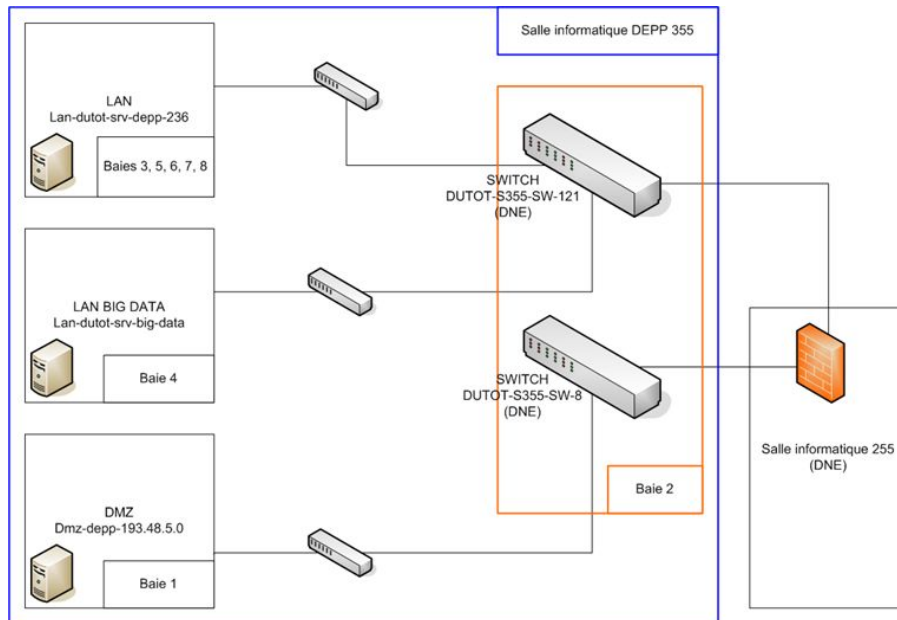 Salle informatique DEPP 355
LAN
Lan-dutot-srv-depp-236
Baies 3, 5, 6, 7, 8
SWITCH
DUTOT-S355-SW-121
(DNE)
LAN BIG DATA
Lan-dutot-srv-big-data
Baie 4
SWITCH
DUTOT-S355-SW-8
(DNE)
Salle informatique 255
(DNE)
Baie 2
DMZ
Dmz-depp-193.48.5.0
Baie 1